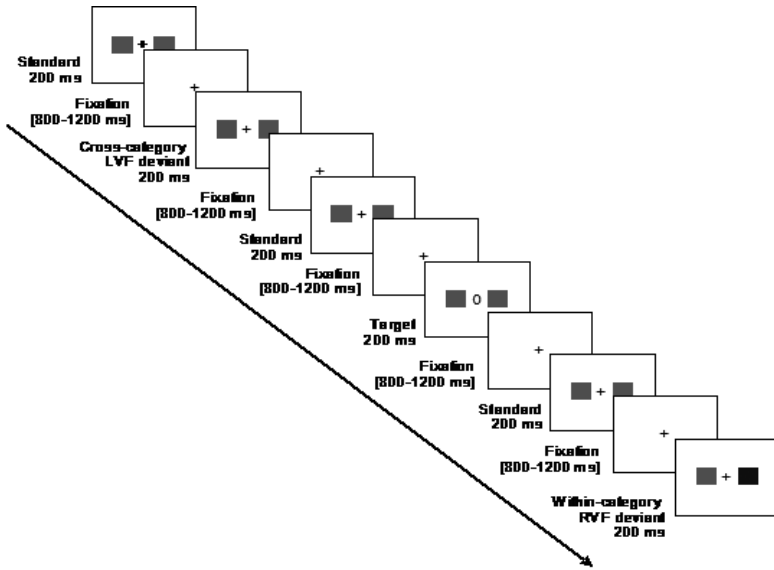 Standard
200 ms
Fixation
[800-1200 ms]
Cross-category
LVF deviant
200 ms
Fixation
[800-1200 ms]
Standard
200 ms
Fixation
[800-1200 ms]
0
Target
200 ms
Fixation
[800-1200 ms]
Standard
200 ms
Fixation
[800-1200 ms]
Within-category
RVF deviant
200 ms